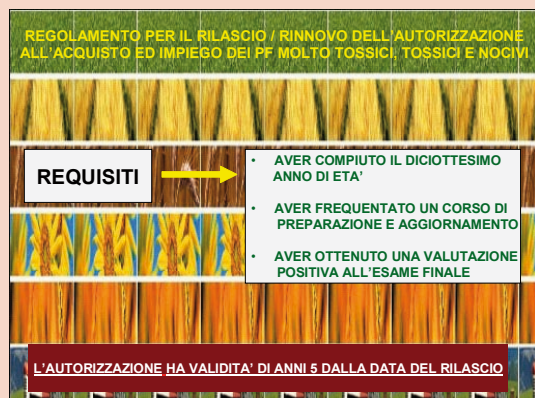 REGOLAMENTO PER IL RILASCIO / RINNOVO DELL'AUTORIZZAZIONE
ALL'ACQUISTO ED IMPIEGO DEI PF MOLTO TOSSICI, TOSSICI E NOCIVI
REQUISITI
• AVER COMPIUTO IL DICIOTTESIMO
ANNO DI ETA'
• AVER FREQUENTATO UN CORSO DI
PREPARAZIONE E AGGIORNAMENTO
• AVER OTTENUTO UNA VALUTAZIONE
POSITIVA ALL'ESAME FINALE
L'AUTORIZZAZIONE HA VALIDITA' DI ANNI 5 DALLA DATA DEL RILASCIO